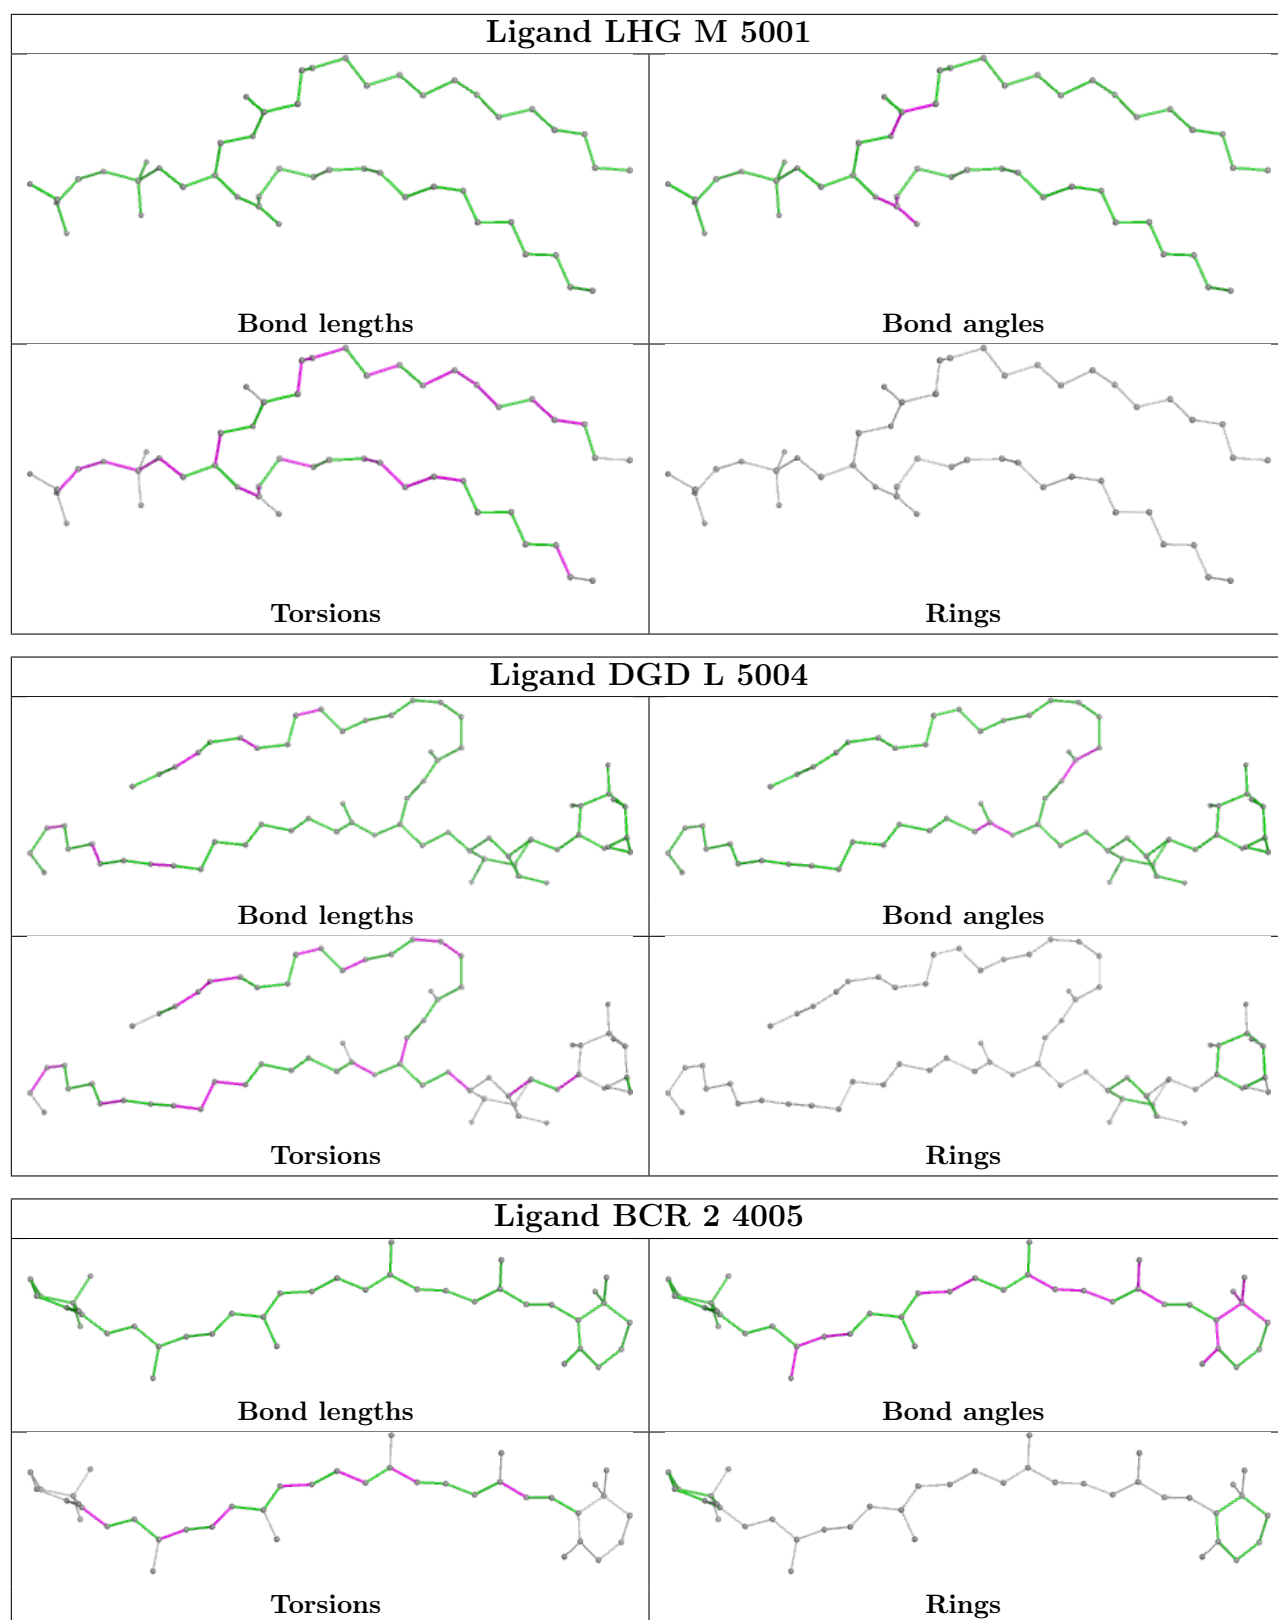 Ligand LHG M 5001
Bond lengths
Bond angles
Torsions
Rings
Ligand DGD L 5004
Bond lengths
Bond angles
Torsions
Rings
Ligand BCR 2 4005
Bond lengths
Bond angles
Torsions
Rings